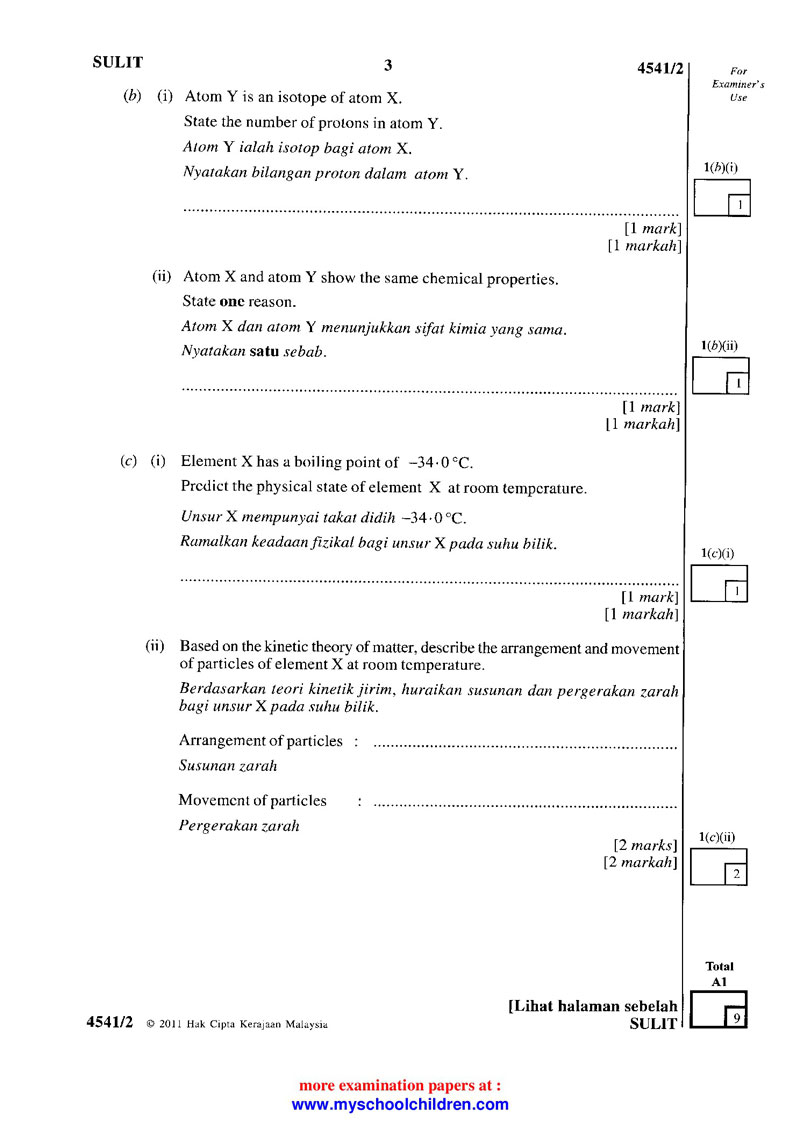 SULIT
3
4541/2
For
Examiner's
Use
(b) (i) Atom Y is an isotope of atom X.
State the number of protons in atom Y.
Atom Y ialah isotop bagi atom X.
Nyatakan bilangan proton dalam atom Y.
1(b)(i)
1
[1 mark]
[1 markah]
(ii) Atom X and atom Y show the same chemical properties.
State one reason.
Atom X dan atom Y menunjukkan sifat kimia yang sama.
Nyatakan satu sebab.
1(b)(ii)
1
[1 mark]
[1 markah]
(c) (i) Element X has a boiling point of −34·0 °C.
Predict the physical state of element X at room temperature.
Unsur X mempunyai takat didih −34·0 °C.
Ramalkan keadaan fizikal bagi unsur X pada suhu bilik.
1(c)(i)
1
[1 mark]
[1 markah]
(ii) Based on the kinetic theory of matter, describe the arrangement and movement
of particles of element X at room temperature.
Berdasarkan teori kinetik jirim, huraikan susunan dan pergerakan zarah
bagi unsur X pada suhu bilik.
Arrangement of particles : ......................................................................
Susunan zarah
Movement of particles : ......................................................................
Pergerakan zarah
1(c)(ii)
2
[2 marks]
[2 markah]
Total
A1
9
[Lihat halaman sebelah
SULIT
4541/2 © 2011 Hak Cipta Kerajaan Malaysia
more examination papers at :
www.myschoolchildren.com